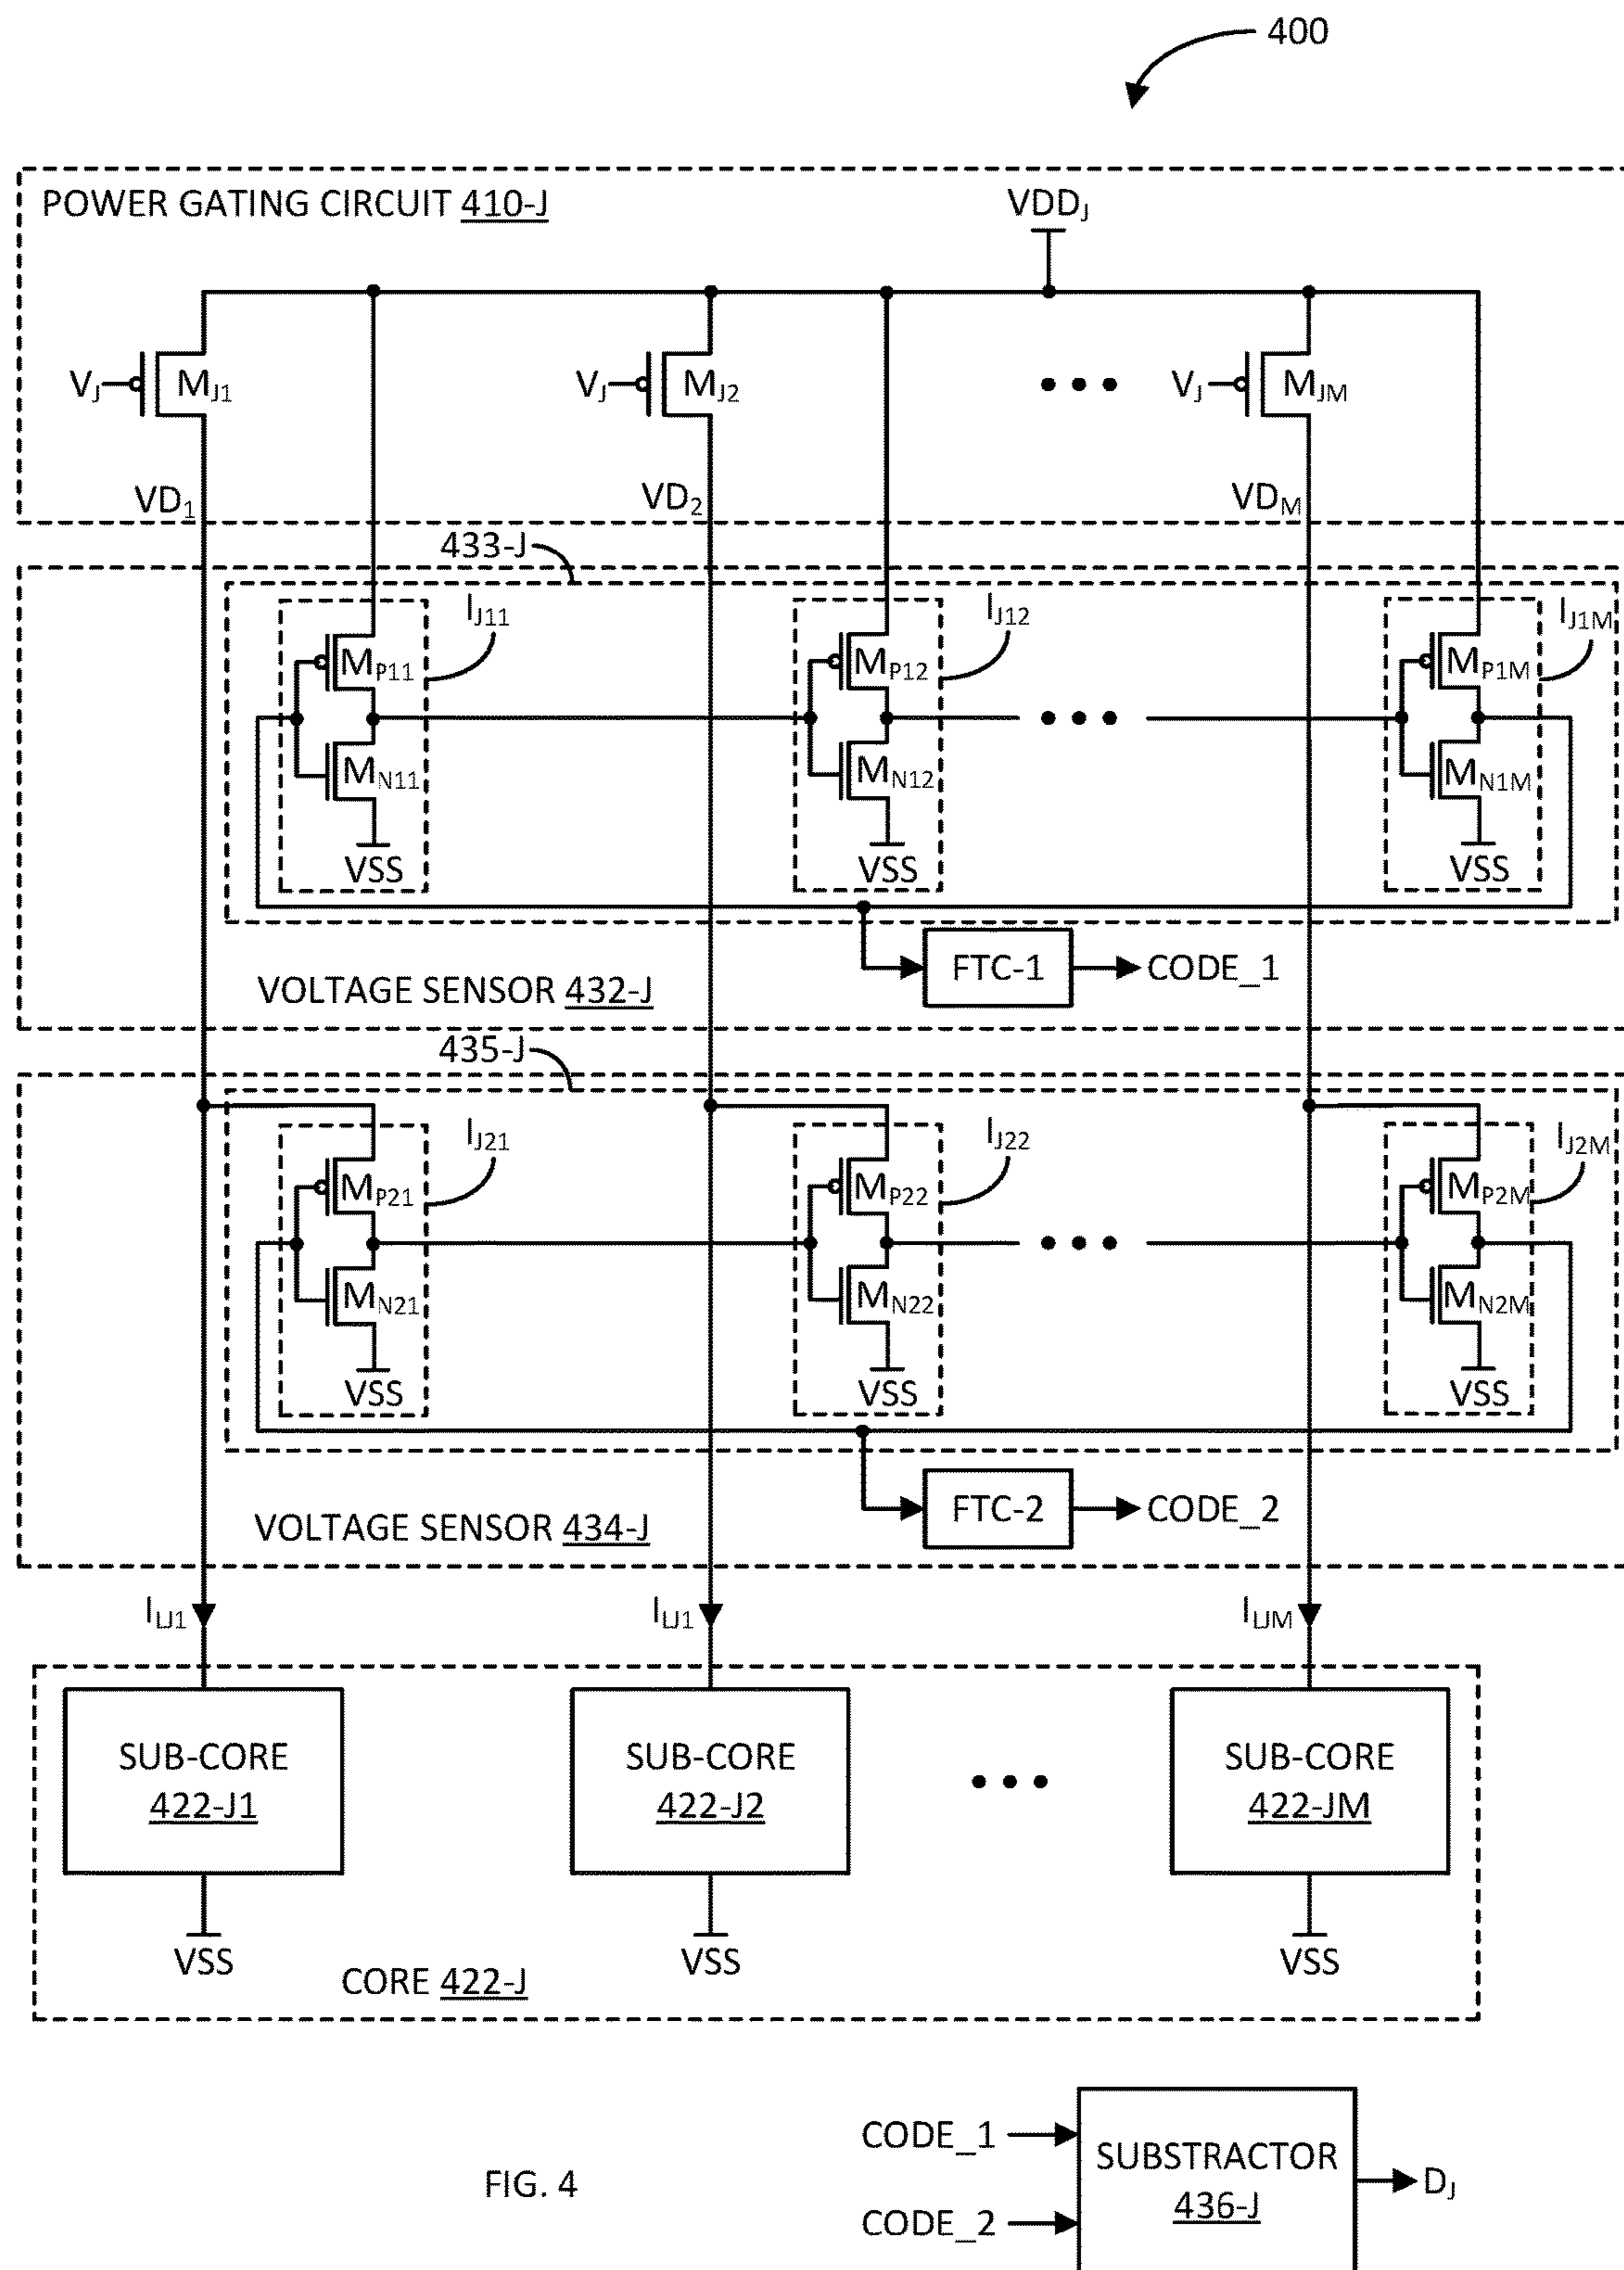 400
POWER GATING CIRCUIT 410-J
VDDJ
VJ MJ1 VJ MJ2 VJ MJM
VD1 VD2 VDM
433-J
IJ11 IJ12 IJ1M
MP11 MP12 MP1M
MN11 MN12 MN1M
VSS VSS VSS
FTC-1 CODE_1
VOLTAGE SENSOR 432-J
435-J
IJ21 IJ22 IJ2M
MP21 MP22 MP2M
MN21 MN22 MN2M
VSS VSS VSS
FTC-2 CODE_2
VOLTAGE SENSOR 434-J
ILJ1 ILJ1 ILJM
SUB-CORE SUB-CORE SUB-CORE
422-J1 422-J2 422-JM
VSS VSS VSS
CORE 422-J
CODE_1
SUBSTRACTOR
436-J
DJ
CODE_2
FIG. 4